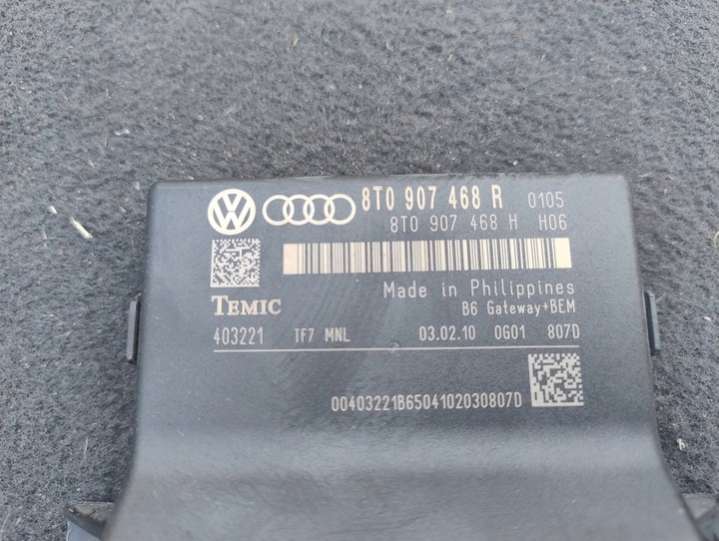 8T0 907 468 R 0105
8T0 907 468 H H06
Made in Philippines
TEMIC B6 Gateway+BEM
403221 TF7 MNL 03.02.10 0G01 807D
00403221B6504102030807D